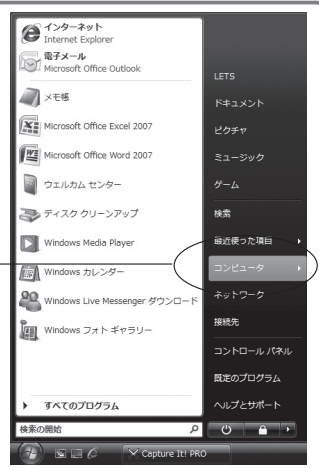 インターネット
Internet Explorer
電子メール
Microsoft Office Outlook
メモ帳
Microsoft Office Excel 2007
Microsoft Office Word 2007
ウェルカム センター
ディスク クリーンアップ
Windows Media Player
Windows カレンダー
Windows Live Messenger ダウンロード
Windows フォト ギャラリー
すべてのプログラム
検索の開始
LETS
ドキュメント
ピクチャ
ミュージック
ゲーム
検索
最近使った項目
コンピュータ
ネットワーク
接続先
コントロール パネル
既定のプログラム
ヘルプとサポート
Capture It! PRO